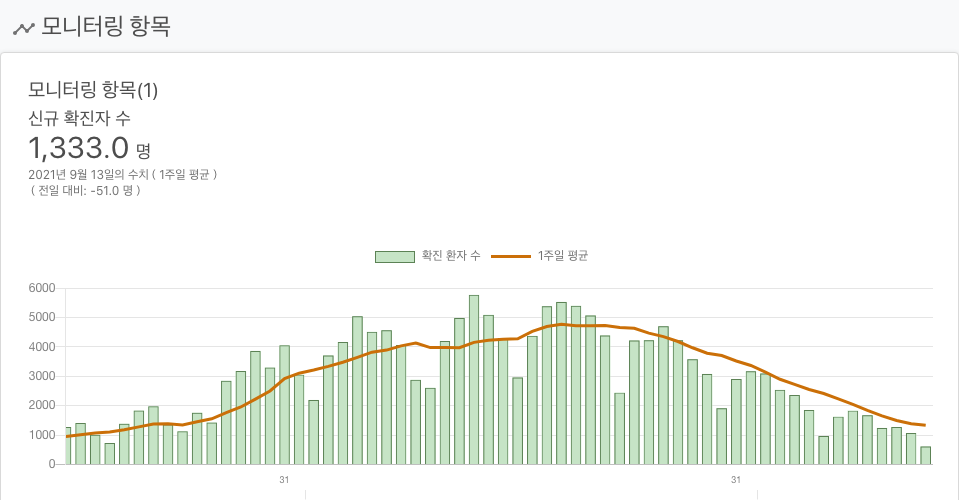 모니터링 항목
모니터링 항목(1)
신규 확진자 수
1,333.0 명
2021년 9월 13일의 수치 ( 1주일 평균 )
( 전일 대비: -51.0 명 )
확진 환자 수 1주일 평균
6000
5000
4000
3000
2000
1000
0
31 31